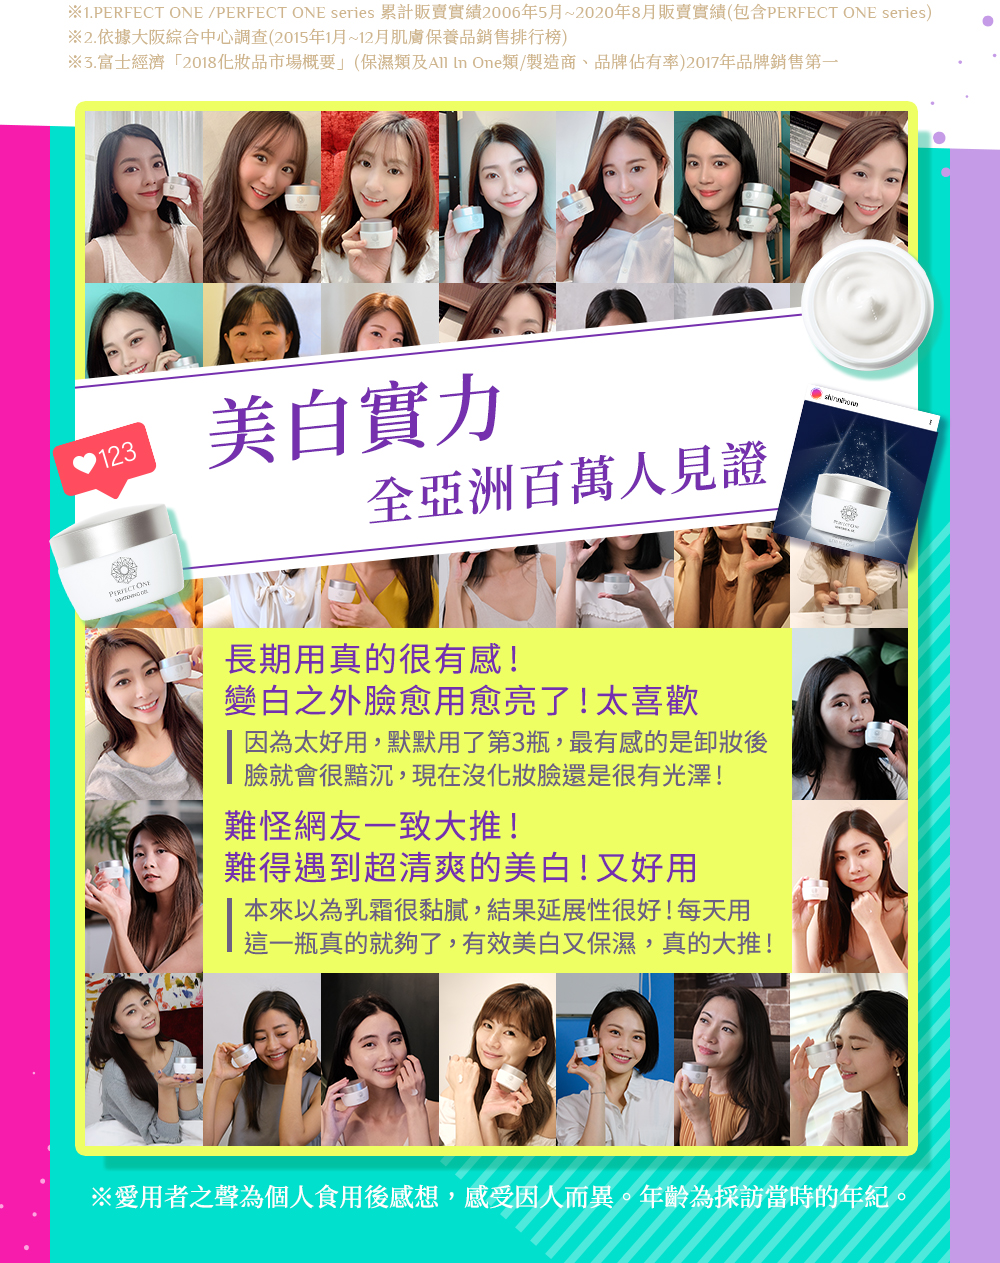 ※1.PERFECT ONE /PERFECT ONE series 累計販賣實績2006年5月~2020年8月販賣實績(包含PERFECT ONE series)
※2.依據大阪綜合中心調查(2015年1月~12月肌膚保養品銷售排行榜)
※3.富士經濟「2018化妝品市場概要」(保濕類及All In One類/製造商、品牌佔有率)2017年品牌銷售第一
美白實力
全亞洲百萬人見證
123
shinnihonn
PERFECT ONE
WHITENING GEL
長期用真的很有感!
變白之外臉愈用愈亮了!太喜歡
因為太好用,默默用了第3瓶,最有感的是卸妝後
臉就會很黯沉,現在沒化妝臉還是很有光澤!
難怪網友一致大推!
難得遇到超清爽的美白!又好用
本來以為乳霜很黏膩,結果延展性很好!每天用
這一瓶真的就夠了,有效美白又保濕,真的大推!
※愛用者之聲為個人食用後感想,感受因人而異。年齡為採訪當時的年紀。